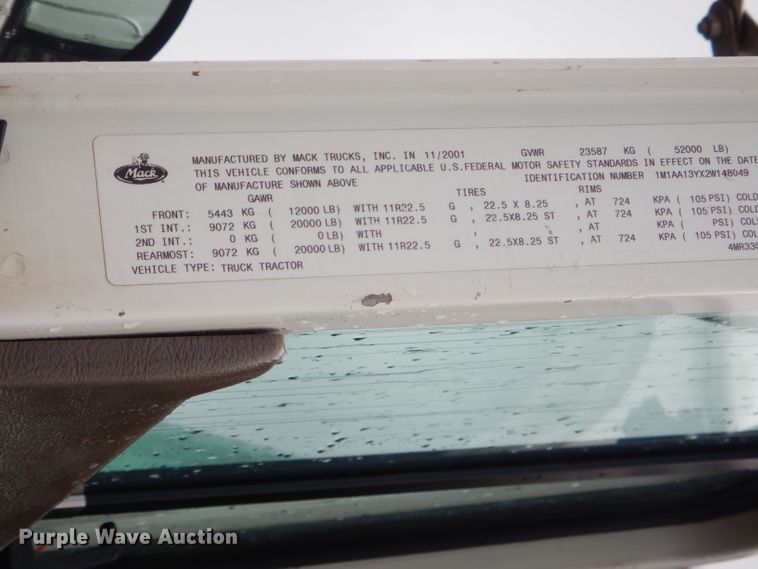 Mack
MANUFACTURED BY MACK TRUCKS, INC. IN 11/2001 GVWR 23587 KG ( 52000 LB)
THIS VEHICLE CONFORMS TO ALL APPLICABLE U.S.FEDERAL MOTOR SAFETY STANDARDS IN EFFECT ON THE DATE
OF MANUFACTURE SHOWN ABOVE IDENTIFICATION NUMBER 1M1AA13YX2W148049
GAWR TIRES RIMS
FRONT: 5443 KG ( 12000 LB) WITH 11R22.5 G , 22.5 X 8.25 , AT 724 KPA ( 105 PSI) COLD
1ST INT.: 9072 KG ( 20000 LB) WITH 11R22.5 G , 22.5X8.25 ST , AT 724 KPA ( 105 PSI) COL
2ND INT.: 0 KG ( 0 LB) WITH , AT KPA ( PSI) COL
REARMOST: 9072 KG ( 20000 LB) WITH 11R22.5 G , 22.5X8.25 ST , AT 724 KPA ( 105 PSI) COL
VEHICLE TYPE: TRUCK TRACTOR 4MR330
Purple Wave Auction